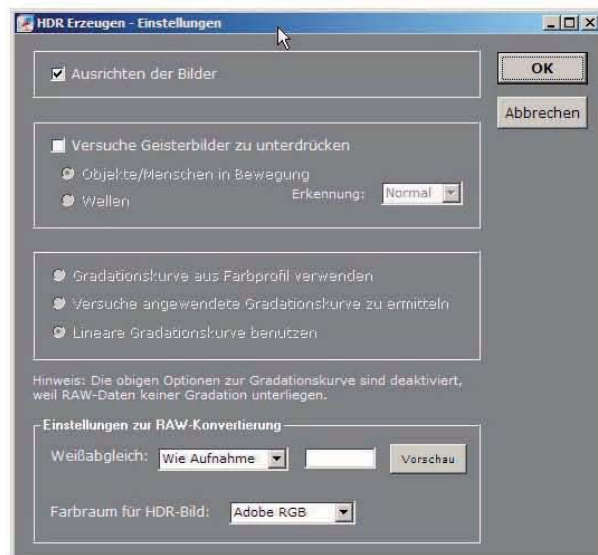 HDR Erzeugen - Einstellungen
Ausrichten der Bilder
OK
Abbrechen
Versuche Geisterbilder zu unterdrücken
Objekte/Menschen in Bewegung
Wellen
Erkennung: Normal
Gradationskurve aus Farbprofil verwenden
Versuche angewendete Gradationskurve zu ermitteln
Lineare Gradationskurve benutzen
Hinweis: Die obigen Optionen zur Gradationskurve sind deaktiviert,
weil RAW-Daten keiner Gradation unterliegen.
Einstellungen zur RAW-Konvertierung
Weißabgleich: Wie Aufnahme Vorschau
Farbraum für HDR-Bild: Adobe RGB